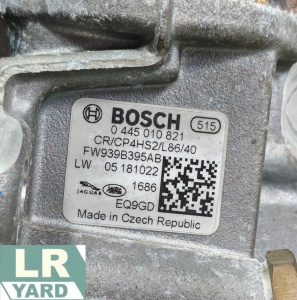 BOSCH 515
0 445 010 821
CR/CP4HS2/L86/40
FW939B395AB
LW 05 181022
JAGUAR 1686
EQ9GD
Made in Czech Republic
LR
YARD